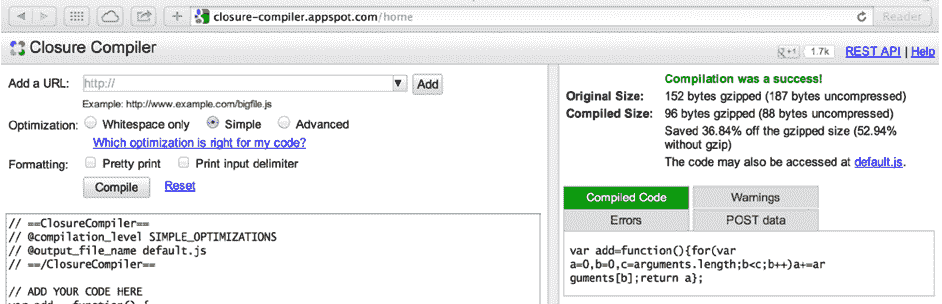 closure-compiler.appspot.com/home
Reader
Closure Compiler
+1 1.7k REST API | Help
Add a URL: http:// Add
Example: http://www.example.com/bigfile.js
Optimization: Whitespace only Simple Advanced
Which optimization is right for my code?
Formatting: Pretty print Print input delimiter
Compile Reset
// ==ClosureCompiler==
// @compilation_level SIMPLE_OPTIMIZATIONS
// @output_file_name default.js
// ==/ClosureCompiler==
// ADD YOUR CODE HERE
var add = function() {
Compilation was a success!
Original Size: 152 bytes gzipped (187 bytes uncompressed)
Compiled Size: 96 bytes gzipped (88 bytes uncompressed)
Saved 36.84% off the gzipped size (52.94%
without gzip)
The code may also be accessed at default.js.
Compiled Code Warnings
Errors POST data
var add=function(){for(var
a=0,b=0,c=arguments.length;b<c;b++)a+=ar
guments[b];return a};